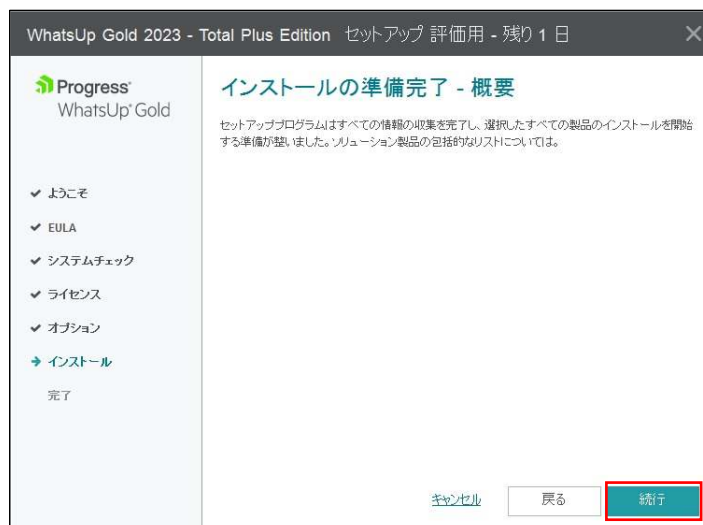 WhatsUp Gold 2023 - Total Plus Edition セットアップ 評価用 - 残り 1 日
Progress
WhatsUp Gold
ようこそ
EULA
システムチェック
ライセンス
オプション
インストール
完了
インストールの準備完了 - 概要
セットアッププログラムはすべての情報の収集を完了し、選択したすべての製品のインストールを開始
する準備が整いました。ソリューション製品の包括的なリストについては。
キャンセル
戻る
続行